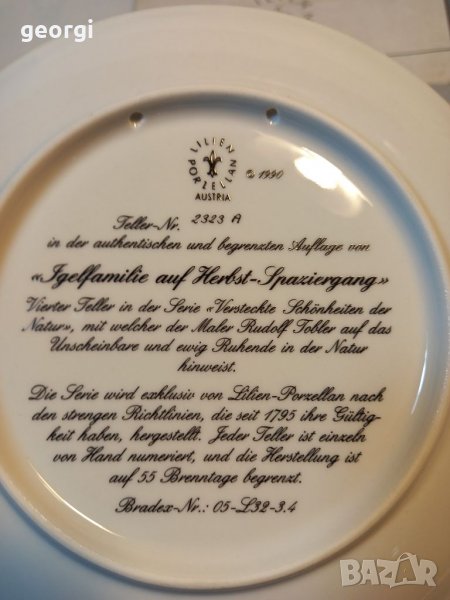 georgi
LILIEN PORZELLAN
AUSTRIA
© 1990
Teller-Nr. 2323 A
in der authentischen und begrenzten Auflage von
«Igelfamilie auf Herbst-Spaziergang»
Vierter Teller in der Serie «Versteckte Schönheiten der
Natur», mit welcher der Maler Rudolf Tobler auf das
Unscheinbare und ewig Ruhende in der Natur
hinweist.
Die Serie wird exklusiv von Lilien-Porzellan nach
den strengen Richtlinien, die seit 1795 ihre Gültig-
keit haben, hergestellt. Jeder Teller ist einzeln
von Hand numeriert, und die Herstellung ist
auf 55 Brenntage begrenzt.
Bradex-Nr.: 05-L32-3.4
BAZAR